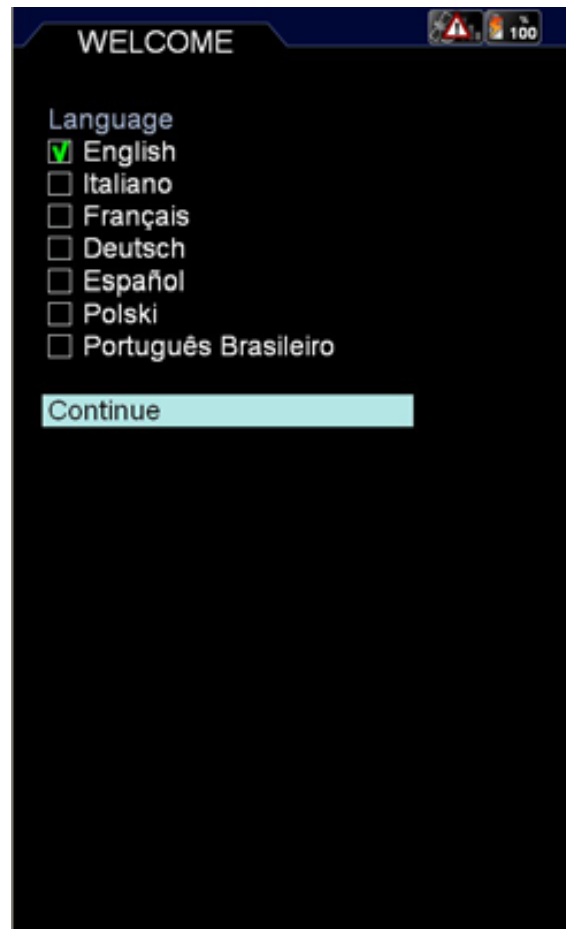 WELCOME
%
100
Language
English
Italiano
Français
Deutsch
Español
Polski
Português Brasileiro
Continue